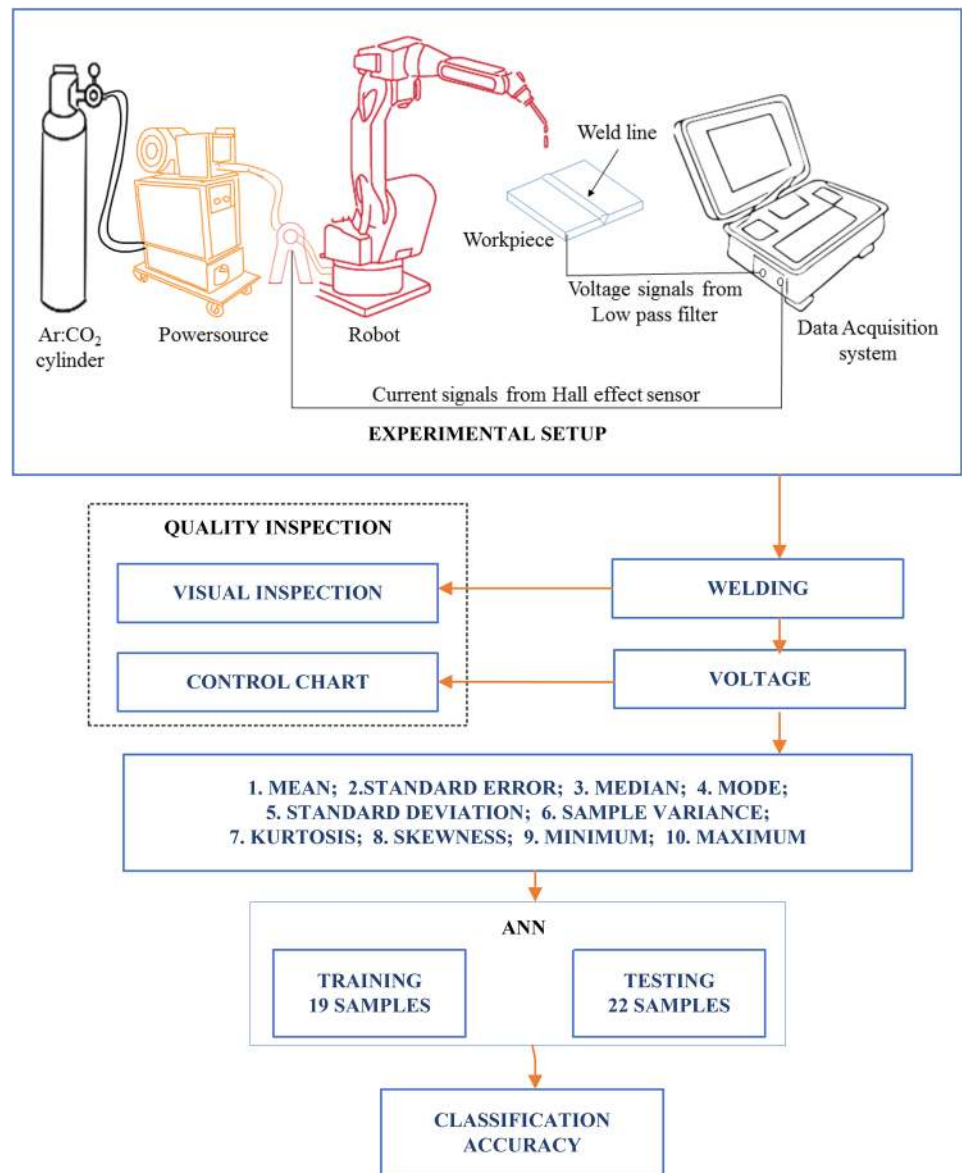 Weld line
Workpiece
Voltage signals from
Low pass filter
Ar:CO₂
cylinder
Powersource
Robot
Data Acquisition
system
Current signals from Hall effect sensor
EXPERIMENTAL SETUP
QUALITY INSPECTION
VISUAL INSPECTION
WELDING
CONTROL CHART
VOLTAGE
1. MEAN; 2.STANDARD ERROR; 3. MEDIAN; 4. MODE;
5. STANDARD DEVIATION; 6. SAMPLE VARIANCE;
7. KURTOSIS; 8. SKEWNESS; 9. MINIMUM; 10. MAXIMUM
ANN
TRAINING
19 SAMPLES
TESTING
22 SAMPLES
CLASSIFICATION
ACCURACY